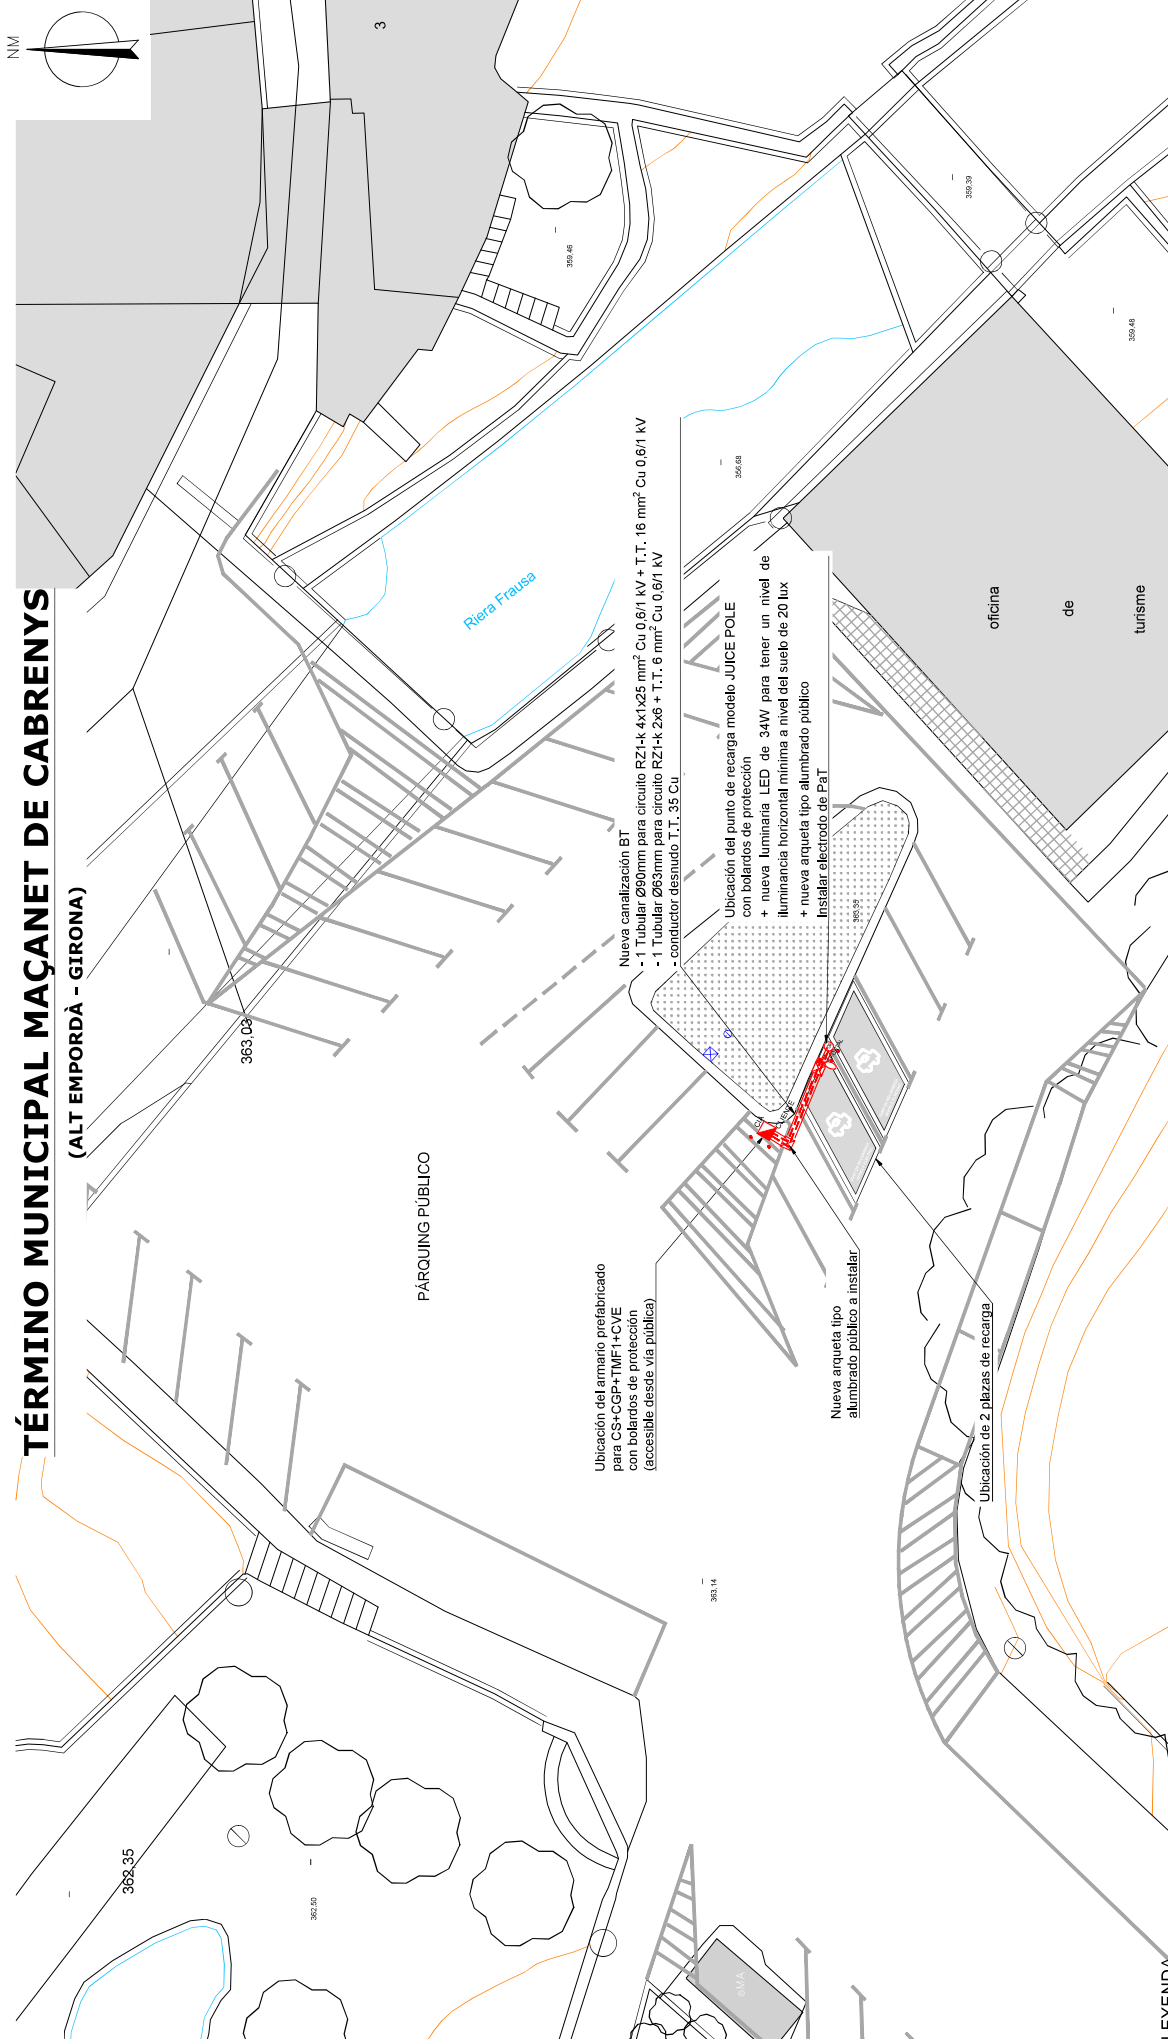 NM
TÉRMINO MUNICIPAL MAÇANET DE CABRENYS
(ALT EMPORDÀ - GIRONA)
3
359,46
359,39
359,48
356,68
Riera Frausa
363,03
Nueva canalización BT
- 1 Tubular Ø90mm para circuito RZ1-k 4x1x25 mm² Cu 0,6/1 kV + T.T. 16 mm² Cu 0,6/1 kV
- 1 Tubular Ø63mm para circuito RZ1-k 2x6 + T.T. 6 mm² Cu 0,6/1 kV
- conductor desnudo T.T. 35 Cu
Ubicación del punto de recarga modelo JUICE POLE
con bolardos de protección
+ nueva luminaria LED de 34W para tener un nivel de
iluminancia horizontal mínima a nivel del suelo de 20 lux
+ nueva arqueta tipo alumbrado público
Instalar electrodo de PaT
oficina
de
turisme
363,35
CIA
CLIENTE
PÁRQUING PÚBLICO
Ubicación del armario prefabricado
para CS+CGP+TMF1+CVE
con bolardos de protección
(accesible desde vía pública)
Nueva arqueta tipo
alumbrado público a instalar
Ubicación de 2 plazas de recarga
363,14
362,35
362,50
eMA